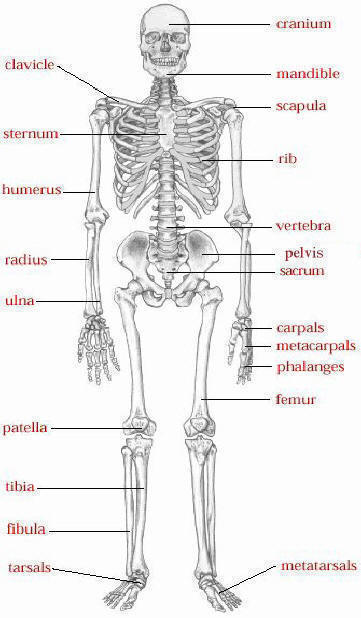 cranium
clavicle
mandible
scapula
sternum
rib
humerus
vertebra
pelvis
radius
sacrum
ulna
carpals
metacarpals
phalanges
femur
patella
tibia
fibula
tarsals
metatarsals